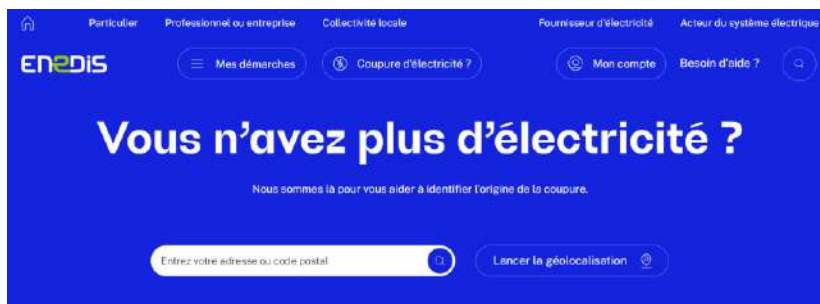 Particulier Professionnel ou entreprise Collectivité locale Fournisseur d'électricité Acteur du système électrique
ENEDIS Mes démarches Coupure d'électricité ? Mon compte Besoin d'aide ?
Vous n'avez plus d'électricité ?
Nous sommes là pour vous aider à identifier l'origine de la coupure.
Entrez votre adresse ou code postal Lancer la géolocalisation